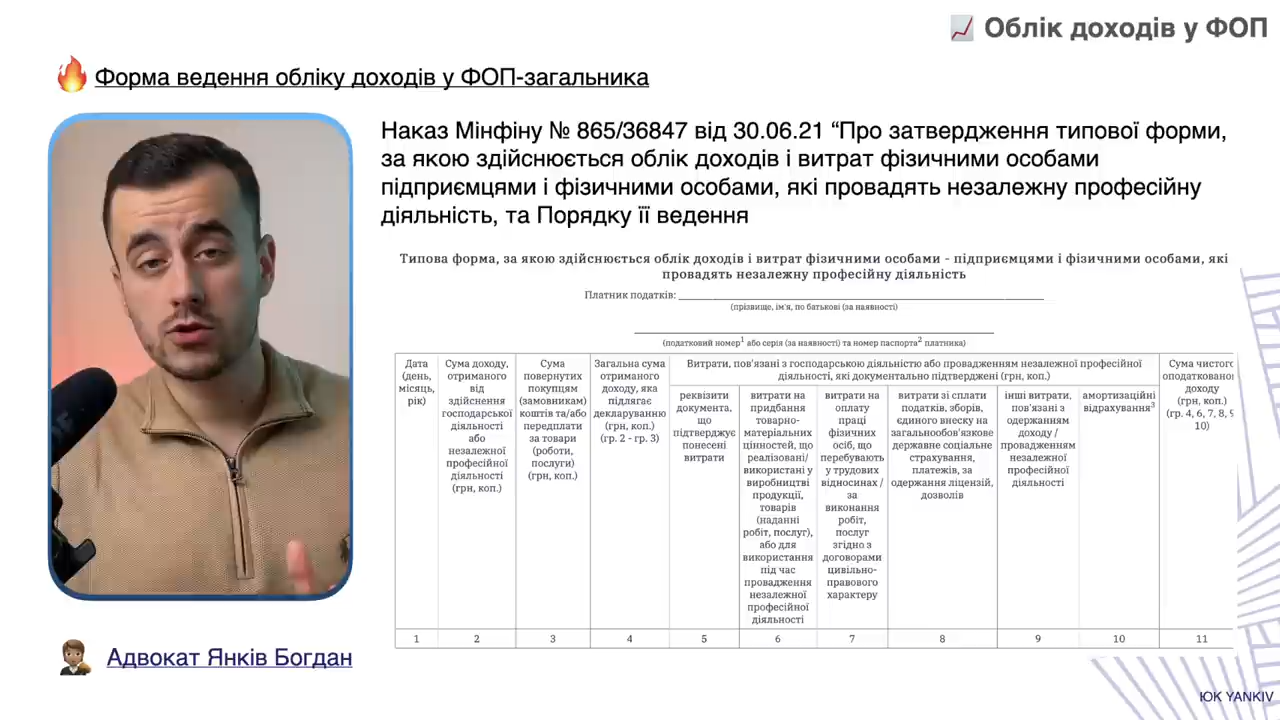 Облік доходів у ФОП
Форма ведення обліку доходів у ФОП-загальника
Наказ Мінфіну № 865/36847 від 30.06.21 “Про затвердження типової форми,
за якою здійснюється облік доходів і витрат фізичними особами
підприємцями і фізичними особами, які провадять незалежну професійну
діяльність, та Порядку її ведення
Типова форма, за якою здійснюється облік доходів і витрат фізичними особами - підприємцями і фізичними особами, які
провадять незалежну професійну діяльність
Платник податків:
(прізвище, ім'я, по батькові (за наявності)
(податковий номер1 або серія (за наявності) та номер паспорта2 платника)
Дата
(день,
місяць,
рік)
Сума доходу,
отриманого
від
здійснення
господарської
діяльності
або
незалежної
професійної
діяльності
(грн, коп.)
Сума
повернутих
покупцям
(замовникам)
коштів та/або
передплати
за товари
(роботи,
послуги)
(грн, коп.)
Загальна сума
отриманого
доходу, яка
підлягає
декларуванню
(грн, коп.)
(гр. 2 - гр. 3)
Витрати, пов'язані з господарською діяльністю або провадженням незалежної професійної
діяльності, які документально підтверджені (грн, коп.)
реквізити
документа,
що
підтверджує
понесені
витрати
витрати на
придбання
товарно-
матеріальних
цінностей, що
реалізовані/
використані у
виробництві
продукції,
товарів
(наданні
робіт, послуг),
або для
використання
під час
провадження
незалежної
професійної
діяльності
витрати на
оплату
праці
фізичних
осіб, що
перебувають
у трудових
відносинах /
за
виконання
робіт,
послуг
згідно з
договорами
цивільно-
правового
характеру
витрати зі сплати
податків, зборів,
єдиного внеску на
загальнообов'язкове
державне соціальне
страхування,
платежів, за
одержання ліцензій,
дозволів
інші витрати,
пов'язані з
одержанням
доходу /
провадженням
незалежної
професійної
діяльності
амортизаційні
відрахування3
Сума чистого
оподатковано
доходу
(грн, коп.)
(гр. 4, 6, 7, 8, 9
10)
1 2 3 4 5 6 7 8 9 10 11
Адвокат Янків Богдан
ЮК YANKIV